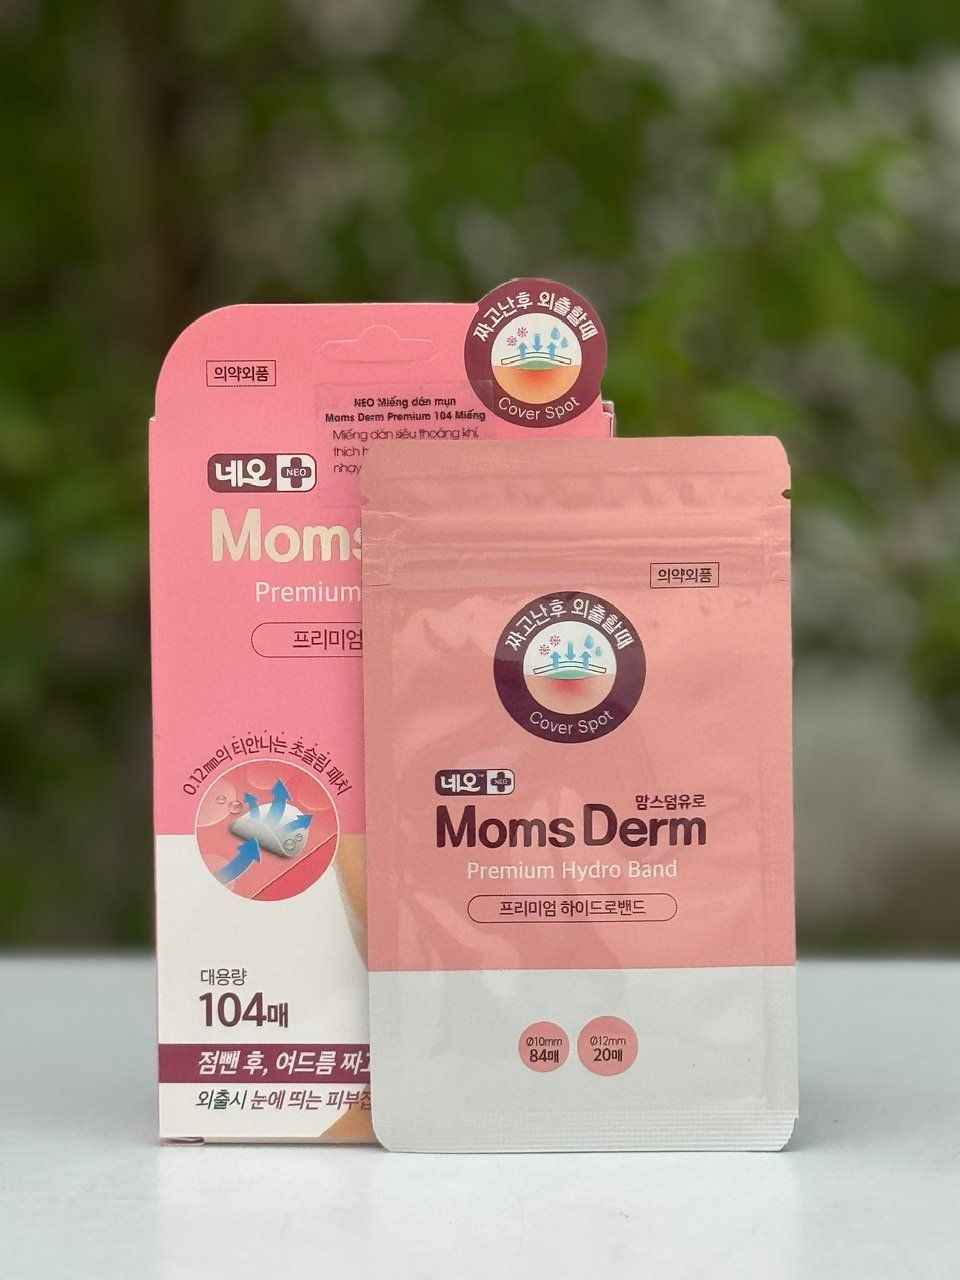 짜고난후 외출할때
Cover Spot
의약외품
NEO Miếng dán mụn
Moms Derm Premium 104 Miếng
Miếng dán siêu thoáng khí,
thích
nhạy
네오 NEO
Moms
Premium
프리미엄
0.12mm의 티안나는 초슬림 패치
대용량
104매
점뺀 후, 여드름 짜고
외출시 눈에 띄는 피부
의약외품
짜고난후 외출할때
Cover Spot
네오 NEO
맘스덤유로
Moms Derm
Premium Hydro Band
프리미엄 하이드로밴드
Ø10mm
84매
Ø12mm
20매